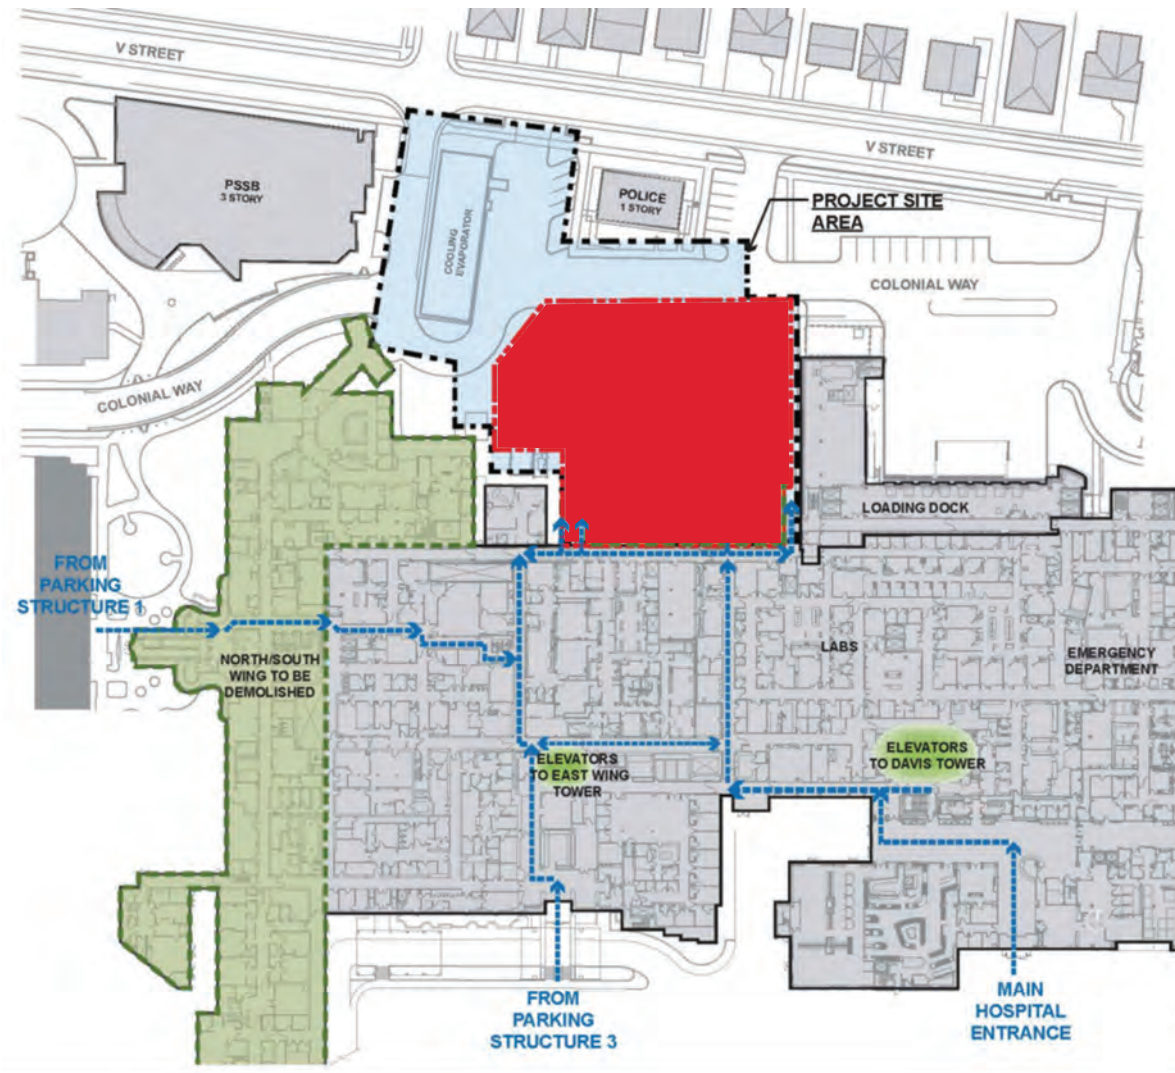 V STREET
V STREET
PSSB
3 STORY
POLICE
1 STORY
PROJECT SITE
AREA
COOLING
EVAPORATOR
COLONIAL WAY
COLONIAL WAY
LOADING DOCK
FROM
PARKING
STRUCTURE 1
NORTH/SOUTH
WING TO BE
DEMOLISHED
LABS
EMERGENCY
DEPARTMENT
ELEVATORS
TO EAST WING
TOWER
ELEVATORS
TO DAVIS TOWER
FROM
PARKING
STRUCTURE 3
MAIN
HOSPITAL
ENTRANCE